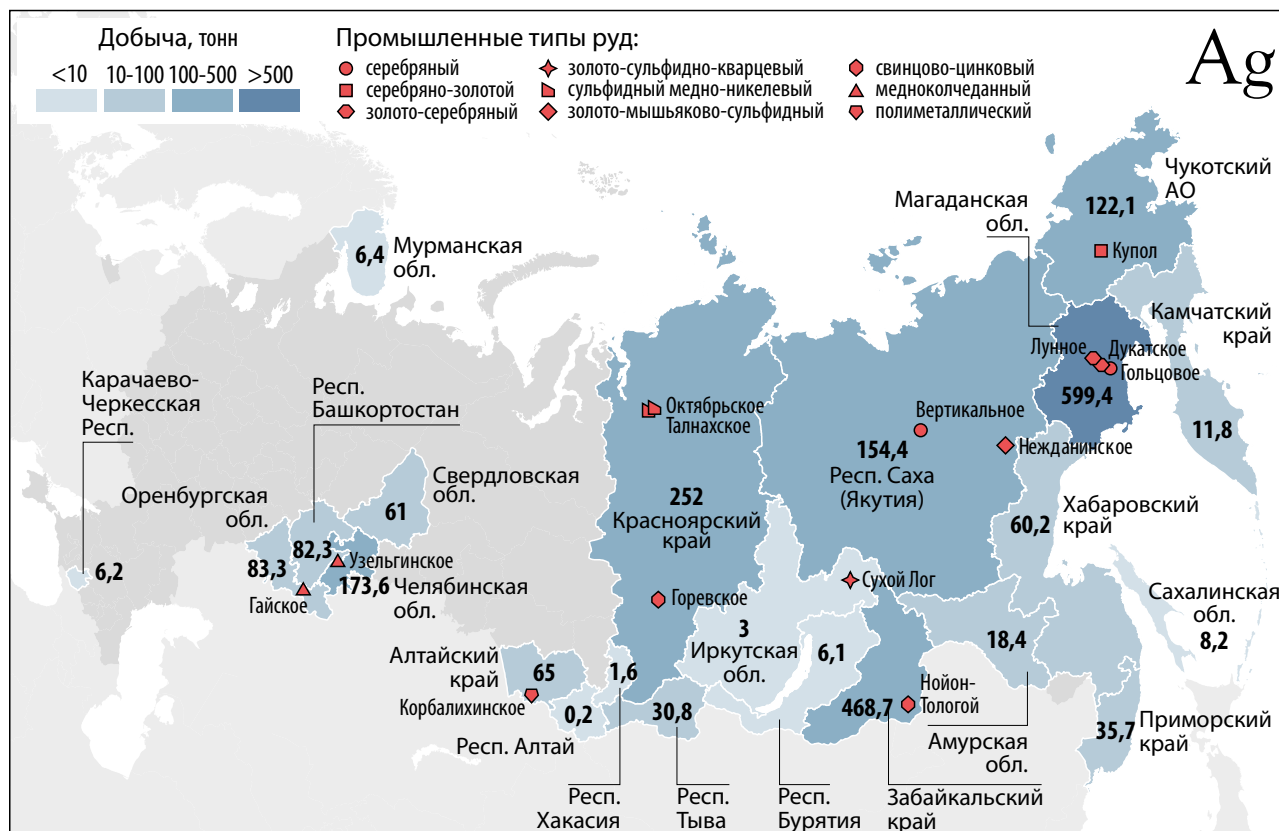 Добыча, тонн
<10
10-100
100-500
>500
Промышленные типы руд:
серебряный
серебряно-золотой
золото-серебряный
золото-сульфидно-кварцевый
сульфидный медно-никелевый
золото-мышьяково-сульфидный
свинцово-цинковый
медноколчеданный
полиметаллический
Ag
Чукотский
АО
122,1
Купол
Магаданская
обл.
Мурманская
обл.
6,4
Камчатский
край
Лунное
Дукатское
Гольцовое
599,4
11,8
Карачаево-
Черкесская
Респ.
Респ.
Башкортостан
Октябрьское
Талнахское
Вертикальное
154,4
Респ. Саха
(Якутия)
Нежданинское
Свердловская
обл.
61
Оренбургская
обл.
252
Красноярский
край
Хабаровский
край
60,2
6,2
82,3
83,3
Узельгинское
173,6
Челябинская
обл.
Гайское
Горевское
Сухой Лог
Сахалинская
обл.
8,2
3
Иркутская
обл.
6,1
18,4
Алтайский
край
65
1,6
Корбалихинское
0,2
30,8
468,7
Нойон-
Тологой
Респ. Алтай
Амурская
обл.
35,7
Приморский
край
Респ.
Хакасия
Респ.
Тыва
Респ.
Бурятия
Забайкальский
край